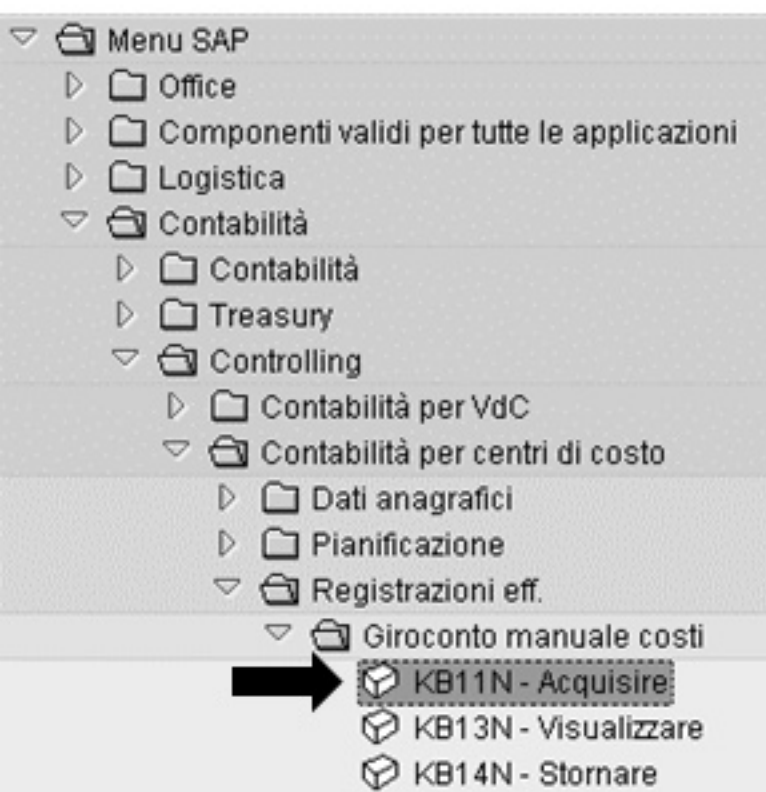 Menu SAP
Office
Componenti validi per tutte le applicazioni
Logistica
Contabilità
Contabilità
Treasury
Controlling
Contabilità per VdC
Contabilità per centri di costo
Dati anagrafici
Pianificazione
Registrazioni eff.
Giroconto manuale costi
KB11N - Acquisire
KB13N - Visualizzare
KB14N - Stornare